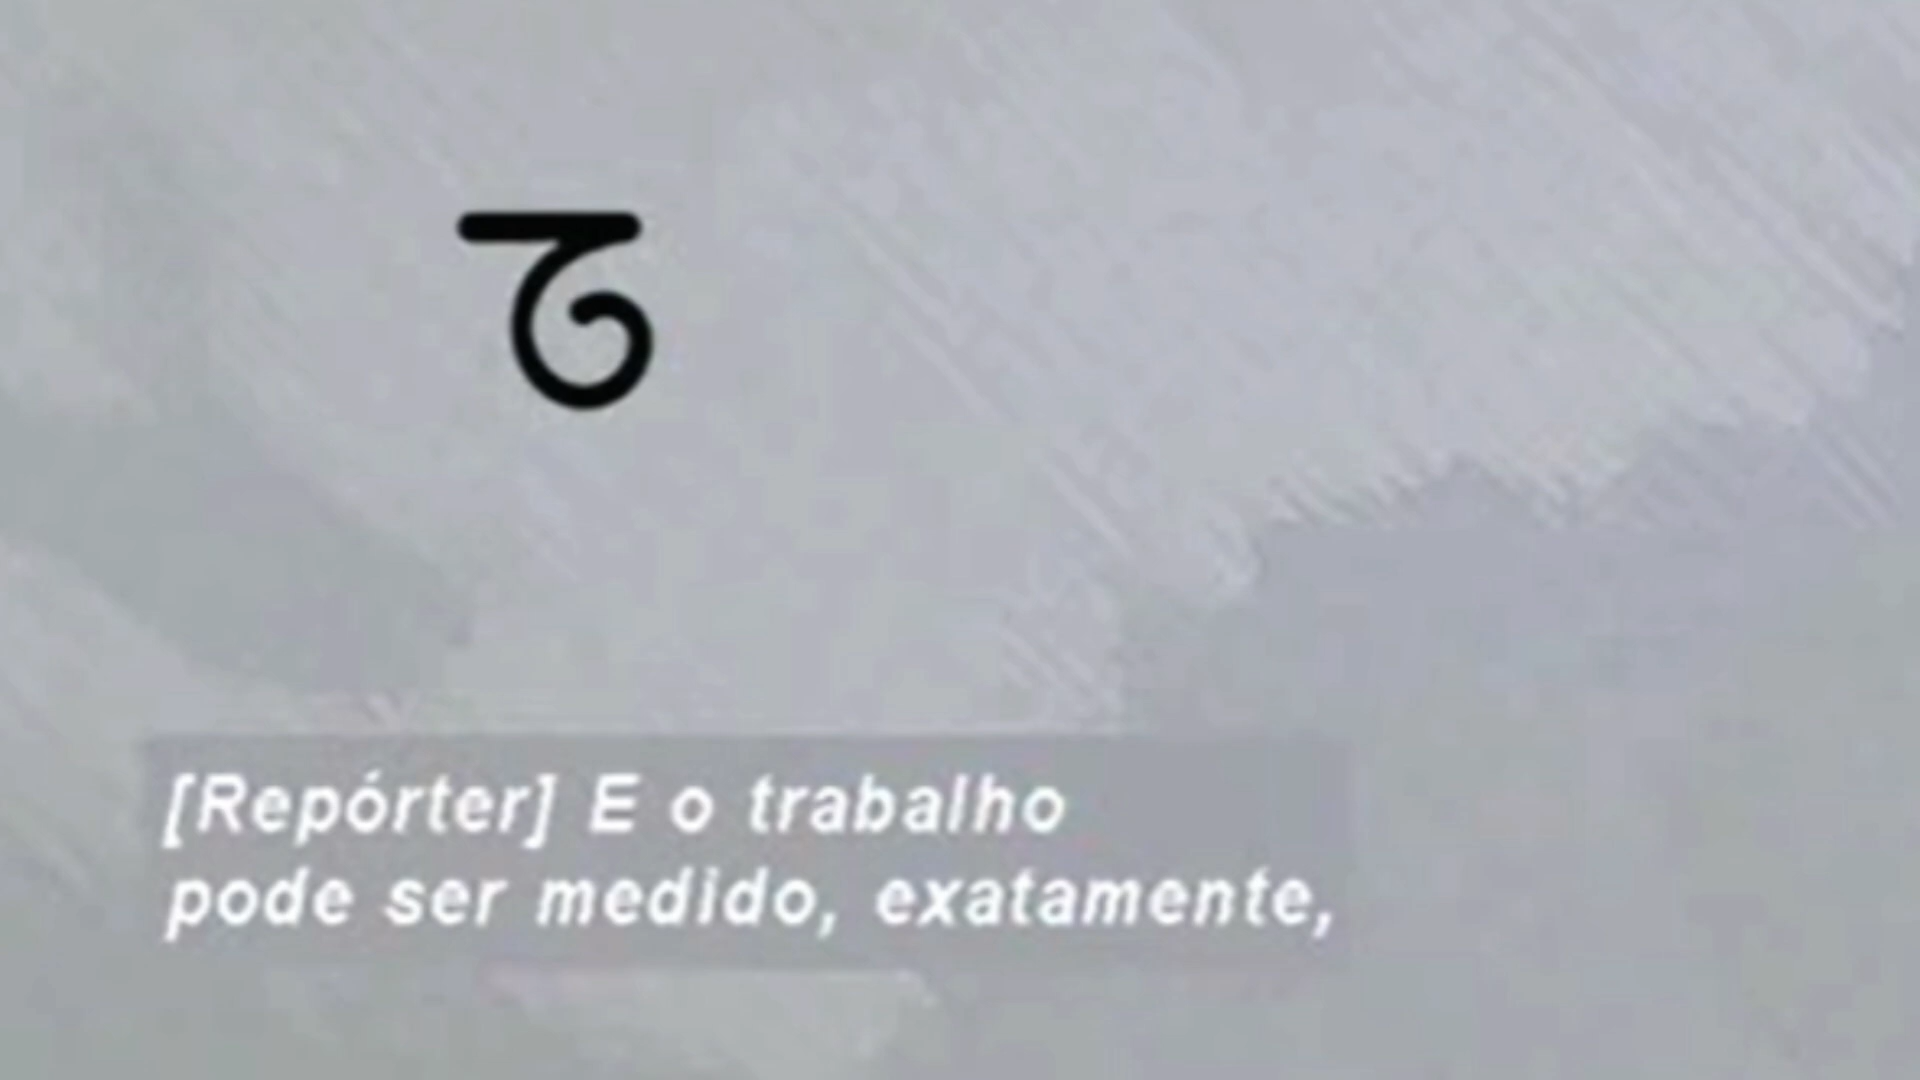 ত
[Repórter] E o trabalho
pode ser medido, exatamente,